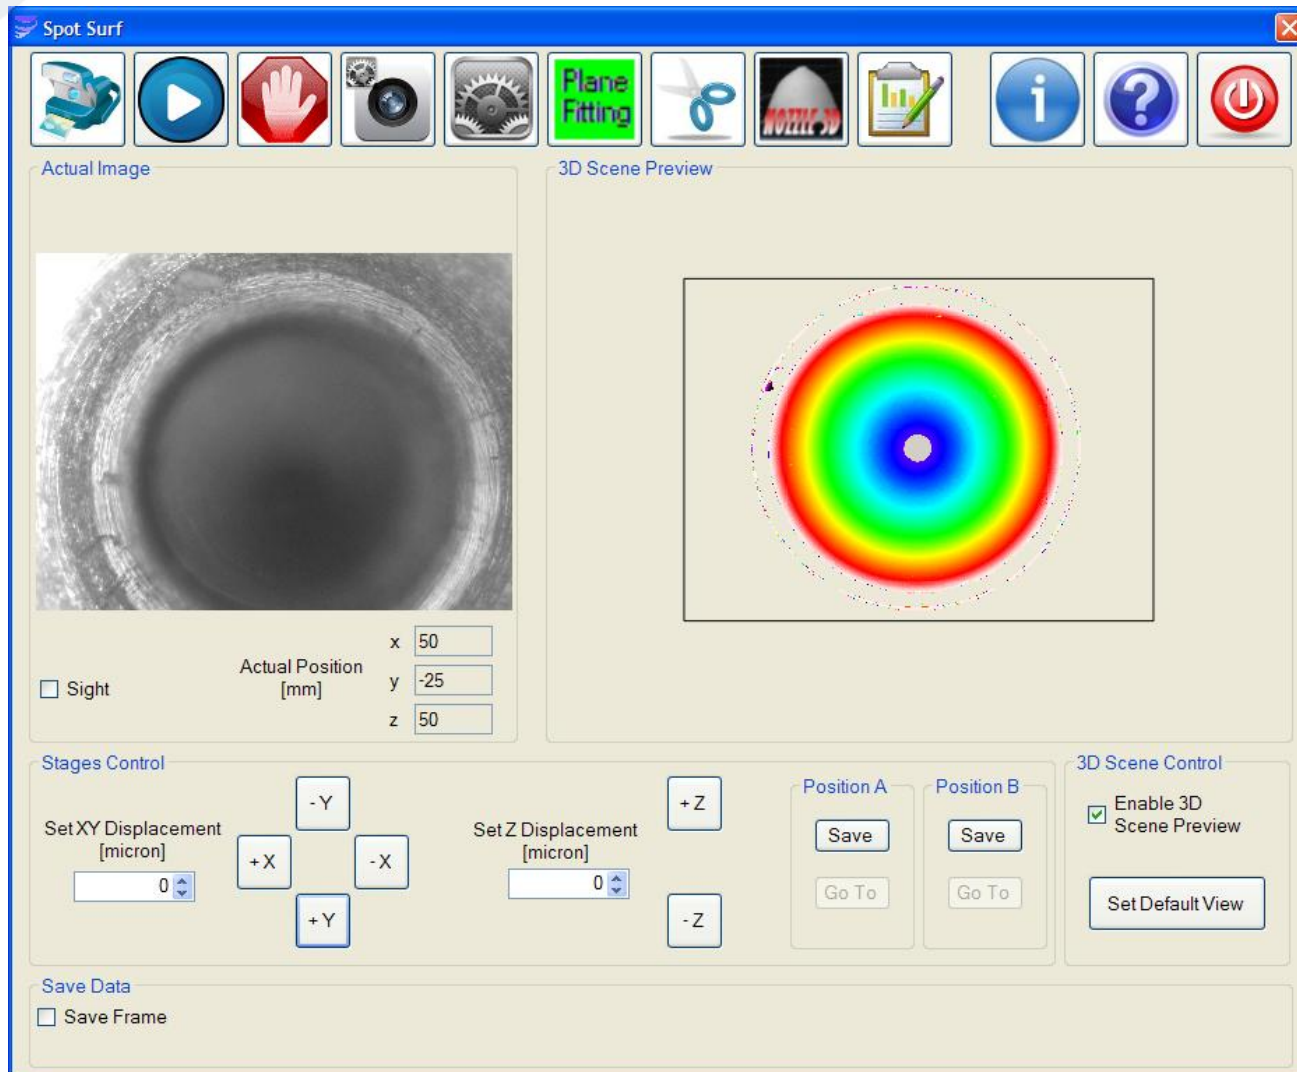 Spot Surf
Plane
Fitting
NOZZLE 3D
Actual Image
3D Scene Preview
x 50
Actual Position
[mm]
y -25
z 50
Sight
Stages Control
Set XY Displacement
[micron]
0
- Y
+ X
- X
+ Y
Set Z Displacement
[micron]
0
+ Z
- Z
Position A
Save
Go To
Position B
Save
Go To
3D Scene Control
Enable 3D
Scene Preview
Set Default View
Save Data
Save Frame